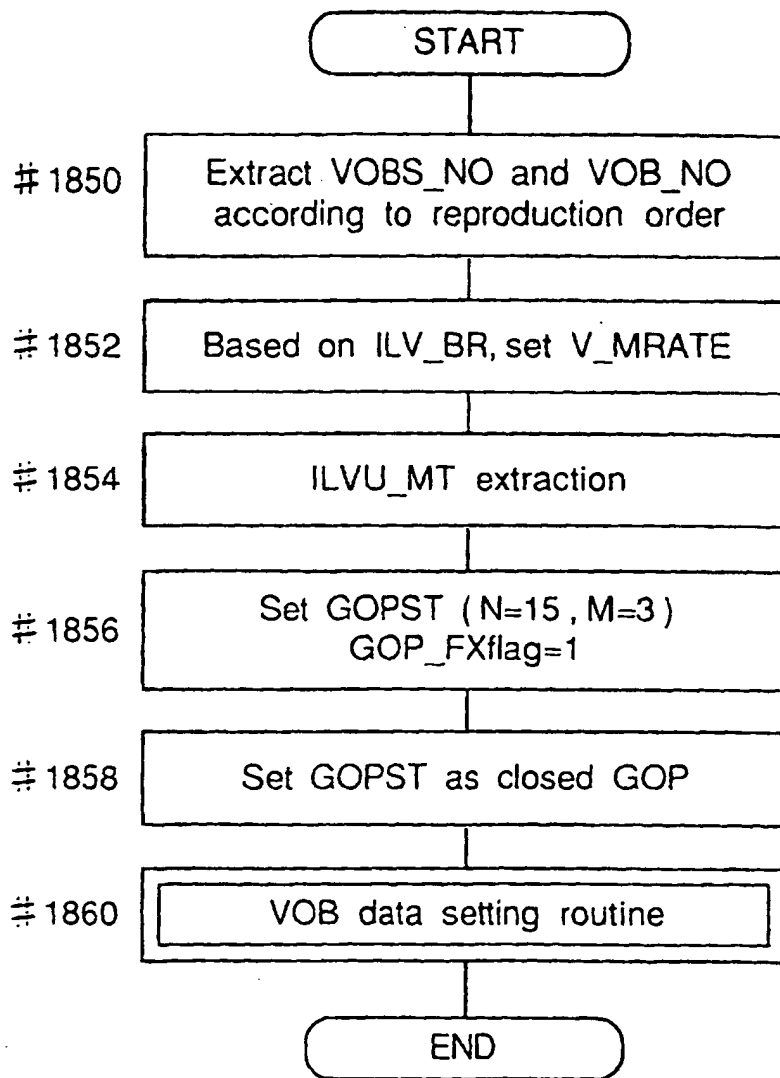 START
#1850
Extract VOBS_NO and VOB_NO
according to reproduction order
#1852
Based on ILV_BR, set V_MRATE
#1854
ILVU_MT extraction
#1856
Set GOPST (N=15, M=3)
GOP_FXflag=1
#1858
Set GOPST as closed GOP
#1860
VOB data setting routine
END